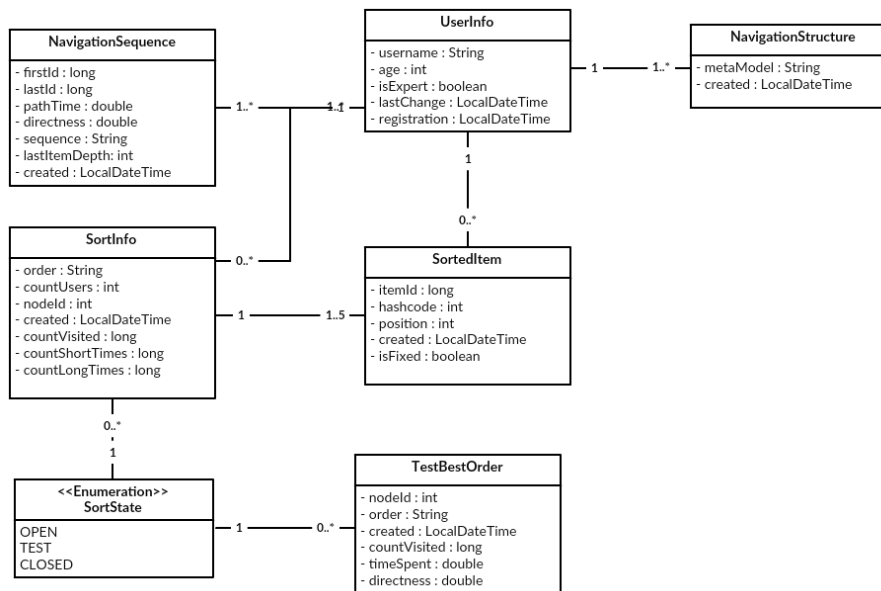 NavigationSequence
- firstId : long
- lastId : long
- pathTime : double
- directness : double
- sequence : String
- lastItemDepth: int
- created : LocalDateTime
UserInfo
- username : String
- age : int
- isExpert : boolean
- lastChange : LocalDateTime
- registration : LocalDateTime
NavigationStructure
- metaModel : String
- created : LocalDateTime
1
1..*
1..*
1
0..*
SortInfo
- order : String
- countUsers : int
- nodeId : int
- created : LocalDateTime
- countVisited : long
- countShortTimes : long
- countLongTimes : long
0..*
1
1..5
SortedItem
- itemId : long
- hashcode : int
- position : int
- created : LocalDateTime
- isFixed : boolean
0..*
1
<<Enumeration>>
SortState
OPEN
TEST
CLOSED
1
0..*
TestBestOrder
- nodeId : int
- order : String
- created : LocalDateTime
- countVisited : long
- timeSpent : double
- directness : double